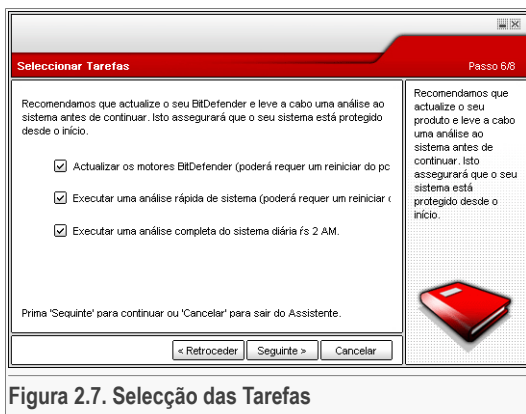 Seleccionar Tarefas
Passo 6/8
Recomendamos que actualize o seu BitDefender e leve a cabo uma análise ao
sistema antes de continuar. Isto assegurará que o seu sistema está protegido
desde o início.
Actualizar os motores BitDefender (poderá requer um reiniciar do pc
Executar uma análise rápida de sistema (poderá requer um reiniciar
Executar uma análise completa do sistema diária ŕs 2 AM.
Prima 'Seguinte' para continuar ou 'Cancelar' para sair do Assistente.
Recomendamos que
actualize o seu
produto e leve a cabo
uma análise ao
sistema antes de
continuar. Isto
assegurará que o seu
sistema está
protegido desde o
início.
« Retroceder
Seguinte »
Cancelar
Figura 2.7. Selecção das Tarefas